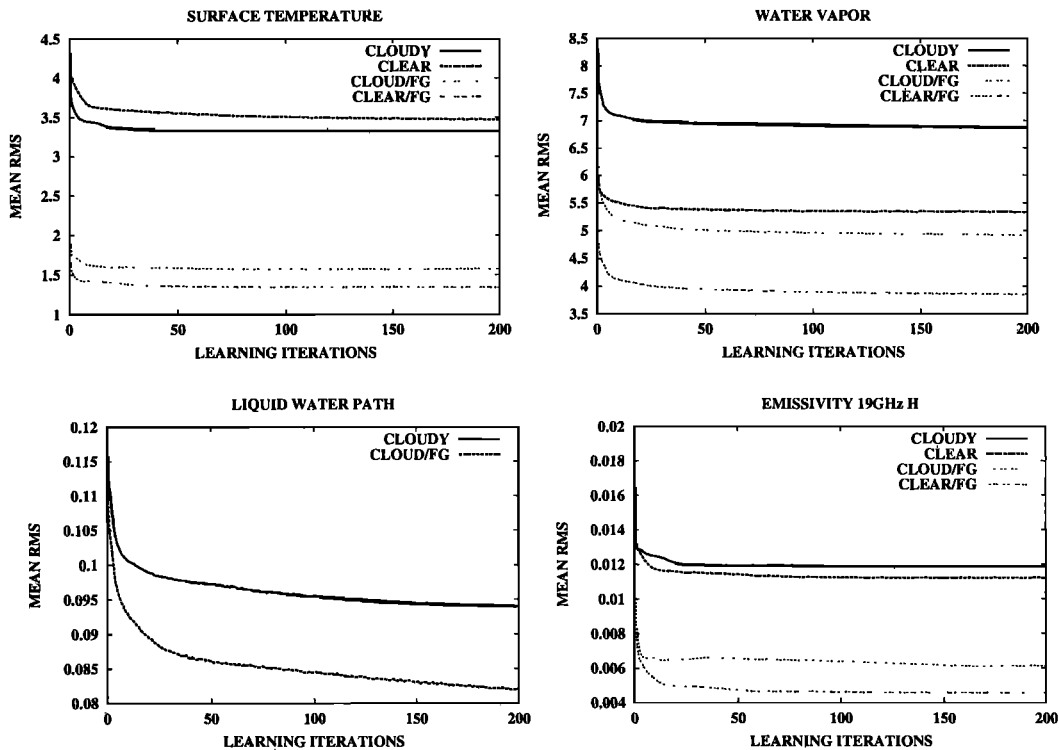 SURFACE TEMPERATURE
4.5
4
3.5
3
2.5
2
1.5
1
MEAN RMS
CLOUDY
CLEAR
CLOUD/FG
CLEAR/FG
0
50
100
150
200
LEARNING ITERATIONS
WATER VAPOR
8.5
8
7.5
7
6.5
6
5.5
5
4.5
4
3.5
MEAN RMS
CLOUDY
CLEAR
CLOUD/FG
CLEAR/FG
0
50
100
150
200
LEARNING ITERATIONS
LIQUID WATER PATH
0.12
0.115
0.11
0.105
0.1
0.095
0.09
0.085
0.08
MEAN RMS
CLOUDY
CLOUD/FG
0
50
100
150
200
LEARNING ITERATIONS
EMISSIVITY 19GHz H
0.02
0.018
0.016
0.014
0.012
0.01
0.008
0.006
0.004
MEAN RMS
CLOUDY
CLEAR
CLOUD/FG
CLEAR/FG
0
50
100
150
200
LEARNING ITERATIONS